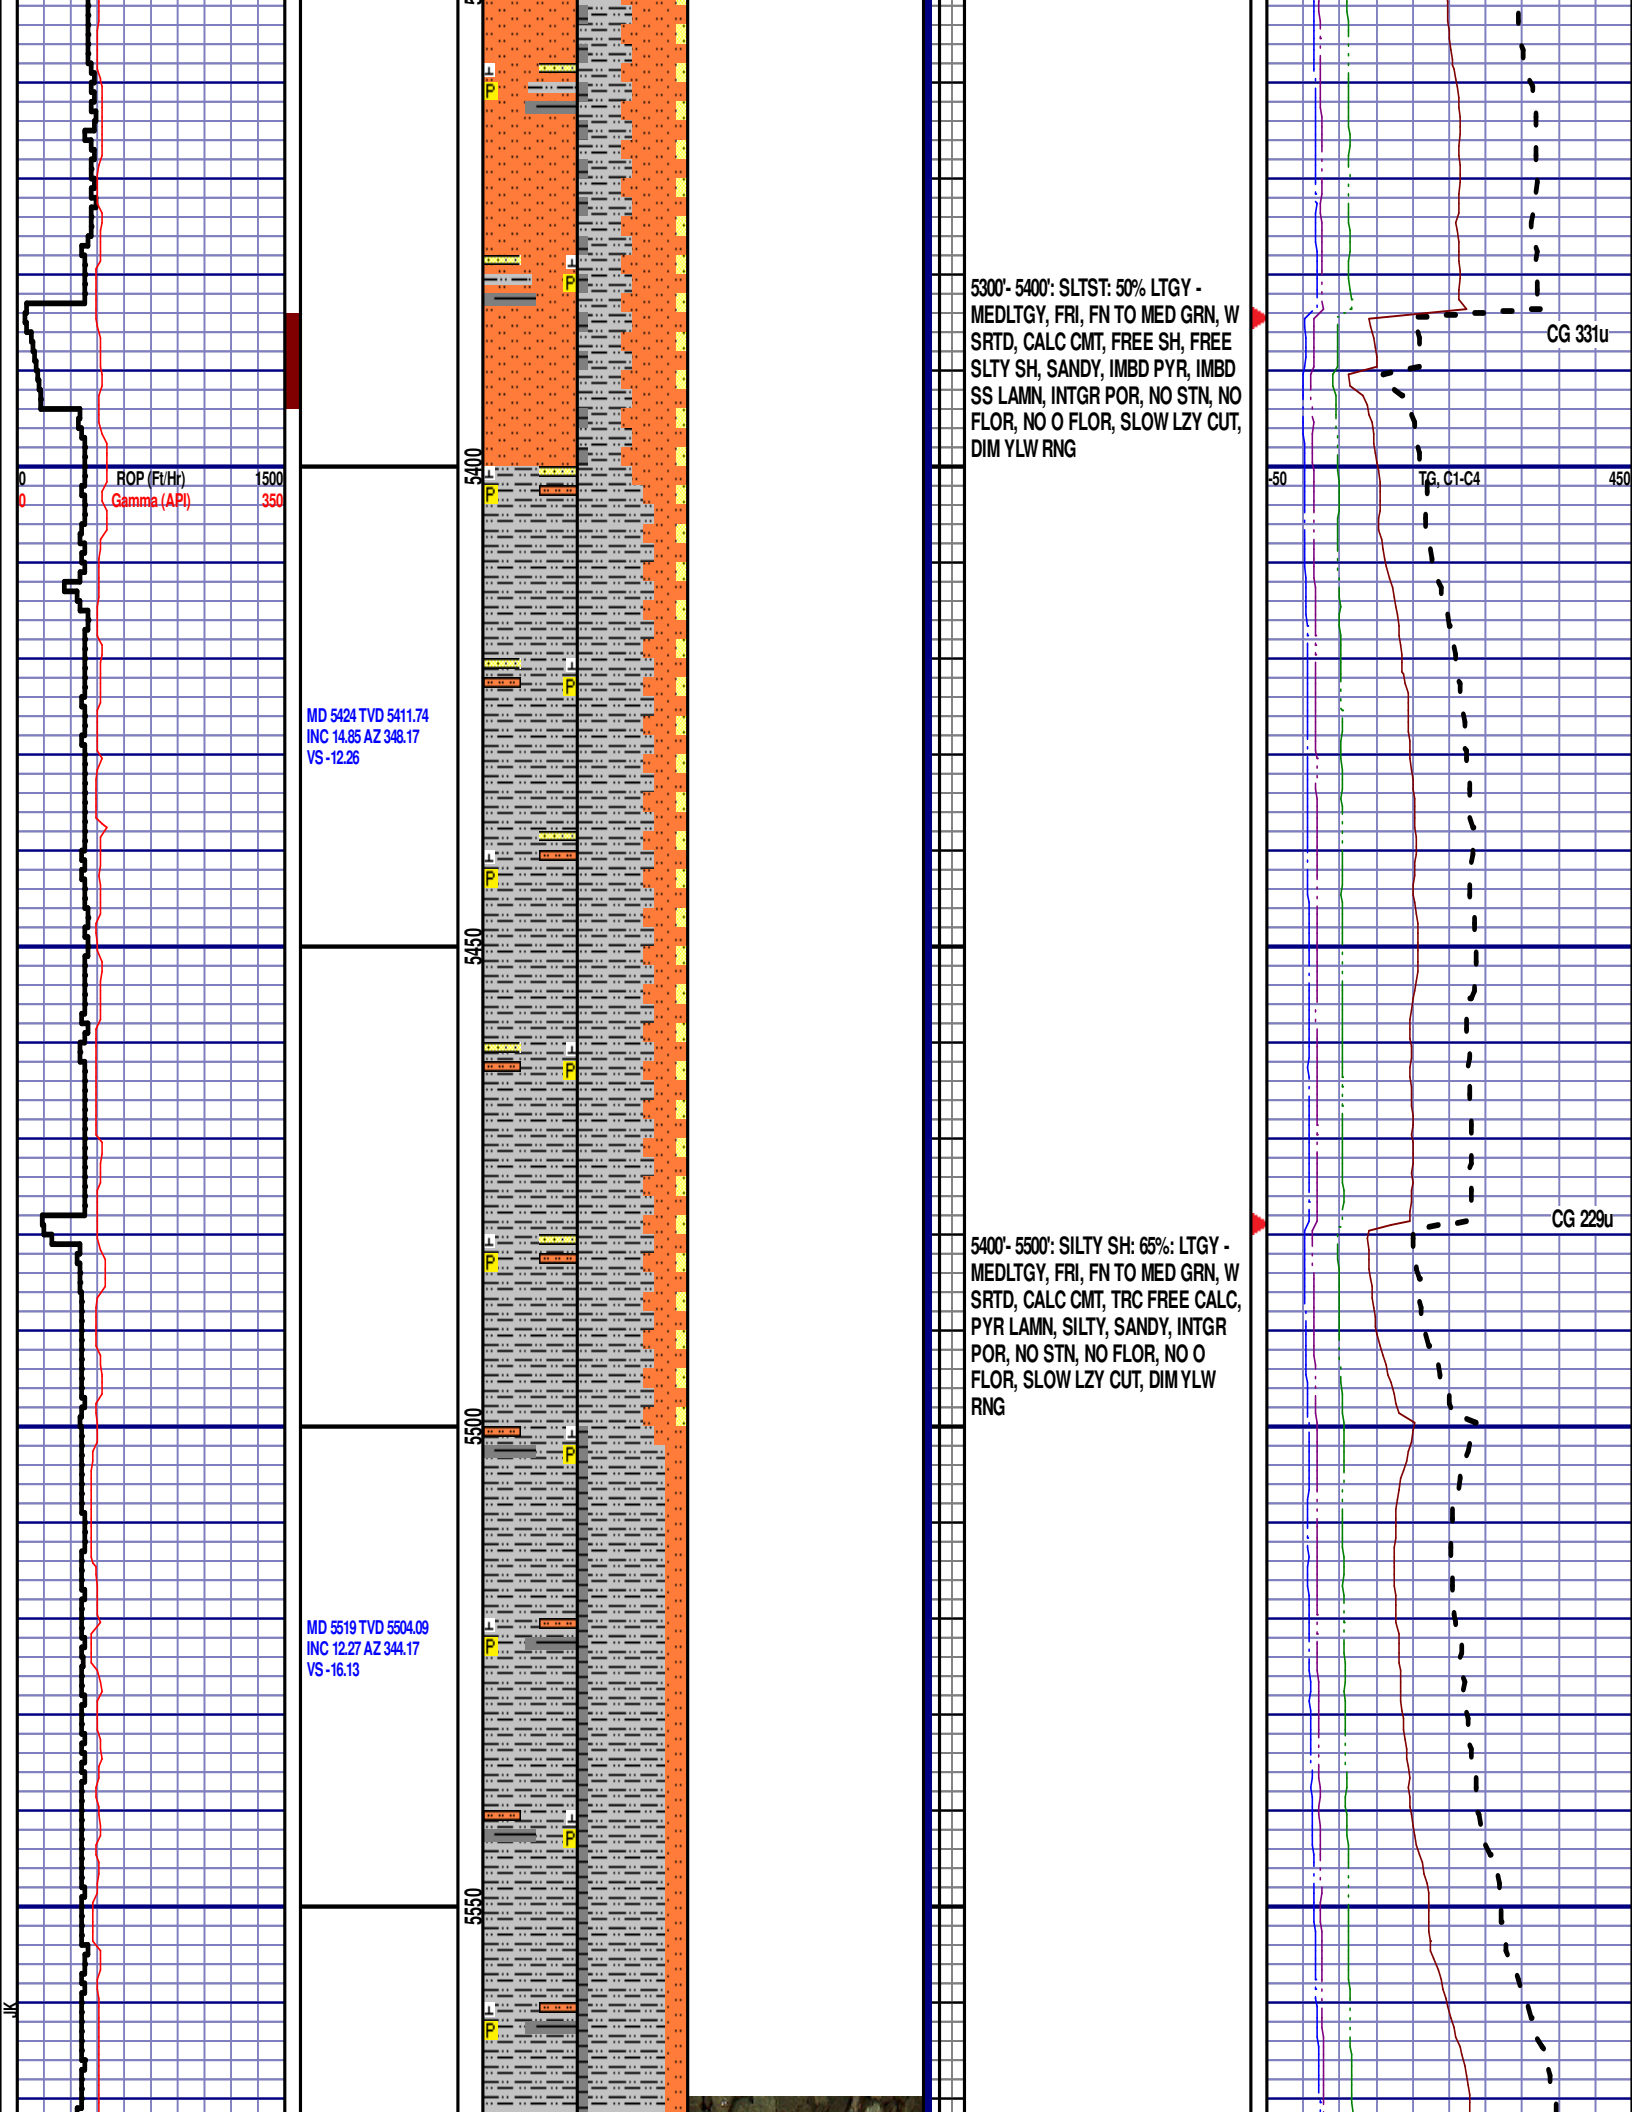 5300'- 5400': SLTST: 50% LTGY -
MEDLTGY, FRI, FN TO MED GRN, W
SRTD, CALC CMT, FREE SH, FREE
SLTY SH, SANDY, IMBD PYR, IMBD
SS LAMN, INTGR POR, NO STN, NO
FLOR, NO O FLOR, SLOW LZY CUT,
DIM YLW RNG
CG 331u
5400
0 ROP (Ft/Hr) 1500
0 Gamma (API) 350
-50 TG, C1-C4 450
MD 5424 TVD 5411.74
INC 14.85 AZ 348.17
VS -12.26
5450
CG 229u
5400'- 5500': SILTY SH: 65%: LTGY -
MEDLTGY, FRI, FN TO MED GRN, W
SRTD, CALC CMT, TRC FREE CALC,
PYR LAMN, SILTY, SANDY, INTGR
POR, NO STN, NO FLOR, NO O
FLOR, SLOW LZY CUT, DIM YLW
RNG
5500
MD 5519 TVD 5504.09
INC 12.27 AZ 344.17
VS -16.13
5550
JK
P
P
P
P
P
P
P
P
P
P
P